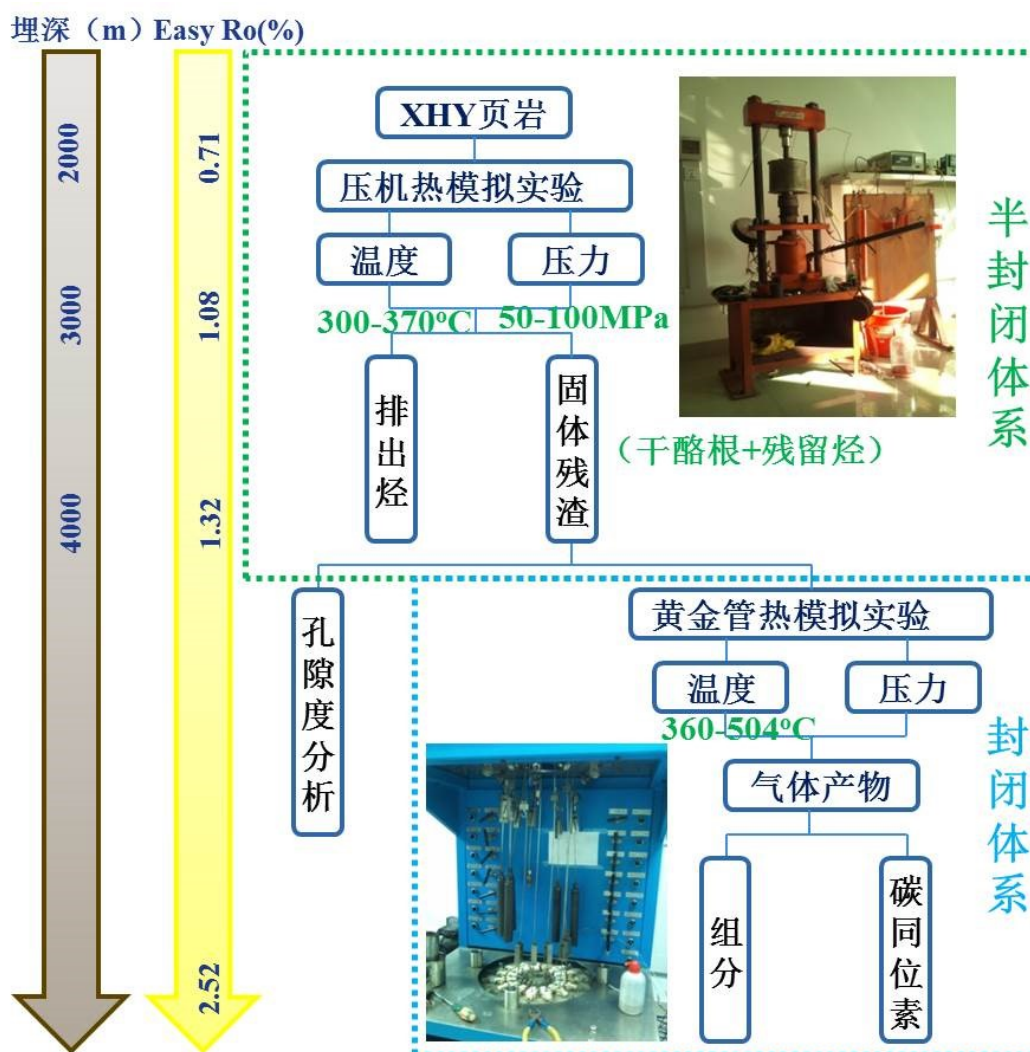 埋深（m）Easy Ro(%)
2000
3000
4000
0.71
1.08
1.32
2.52
XHY页岩
压机热模拟实验
温度
压力
300-370°C
50-100MPa
排出烃
固体残渣
（干酪根+残留烃）
半封闭体系
孔隙度分析
黄金管热模拟实验
温度
压力
360-504°C
气体产物
组分
碳同位素
封闭体系